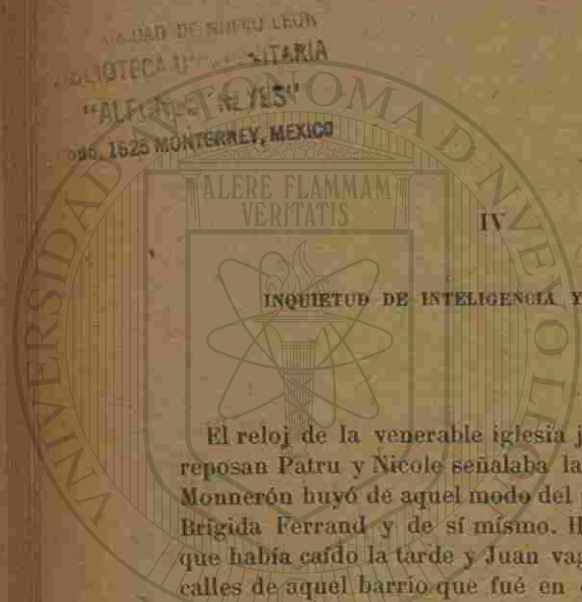 DE NUEVO LEON
BIBLIOTECA UNIVERSITARIA
"ALFONSO REYES"
1625 MONTERREY, MEXICO
ALERE FLAMMAM
VERITATIS
IV
INQUIETUD DE INTELIGENCIA Y
El reloj de la venerable iglesia j
reposan Patru y Nicole señalaba la
Monnerón huyó de aquel modo del
Brígida Ferrand y de sí mismo. H
que había caído la tarde y Juan vag
calles de aquel barrio que fué en